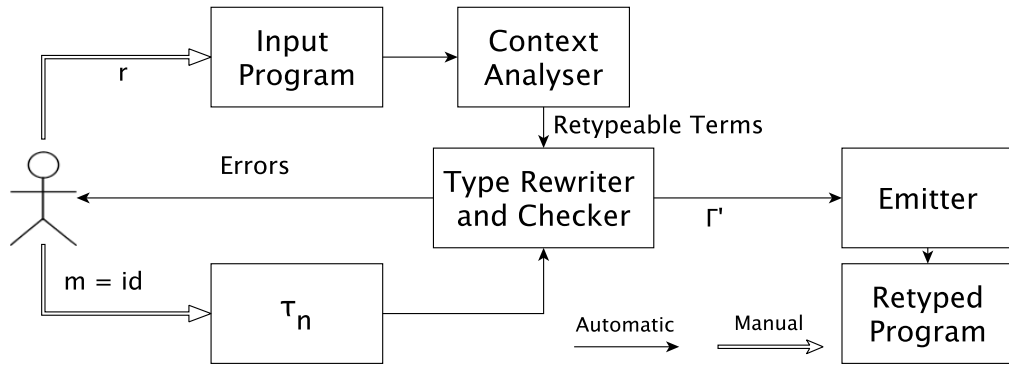 Input
Program
Context
Analyser
r
Retypeable Terms
Errors
Type Rewriter
and Checker
Γ'
Emitter
m = id
τn
Automatic
Manual
Retyped
Program